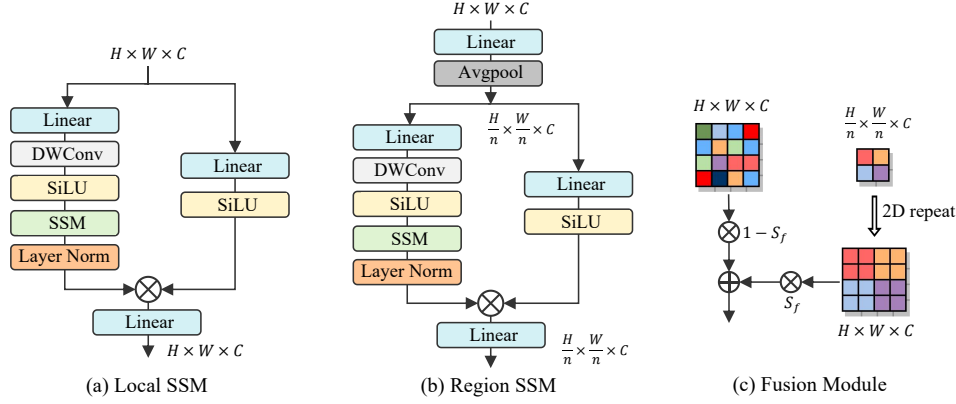 H × W × C
Linear
DWConv
SiLU
SSM
Layer Norm
Linear
SiLU
Linear
H × W × C
(a) Local SSM
H × W × C
Linear
Avgpool
H/n × W/n × C
Linear
DWConv
SiLU
SSM
Layer Norm
Linear
SiLU
Linear
H/n × W/n × C
(b) Region SSM
H × W × C
H/n × W/n × C
2D repeat
1 − S_f
S_f
H × W × C
(c) Fusion Module